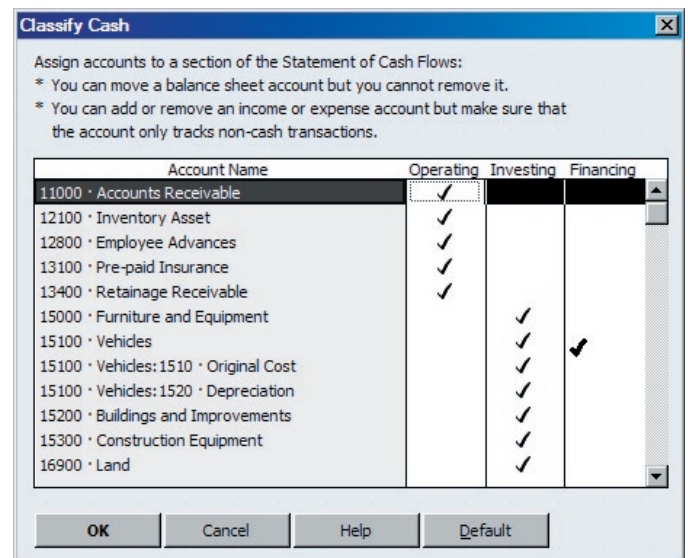 Classify Cash
Assign accounts to a section of the Statement of Cash Flows:
* You can move a balance sheet account but you cannot remove it.
* You can add or remove an income or expense account but make sure that
the account only tracks non-cash transactions.
Account Name Operating Investing Financing
11000 · Accounts Receivable ✓
12100 · Inventory Asset ✓
12800 · Employee Advances ✓
13100 · Pre-paid Insurance ✓
13400 · Retainage Receivable ✓
15000 · Furniture and Equipment ✓
15100 · Vehicles ✓ ✓
15100 · Vehicles:1510 · Original Cost ✓
15100 · Vehicles:1520 · Depreciation ✓
15200 · Buildings and Improvements ✓
15300 · Construction Equipment ✓
16900 · Land ✓
OK Cancel Help Default